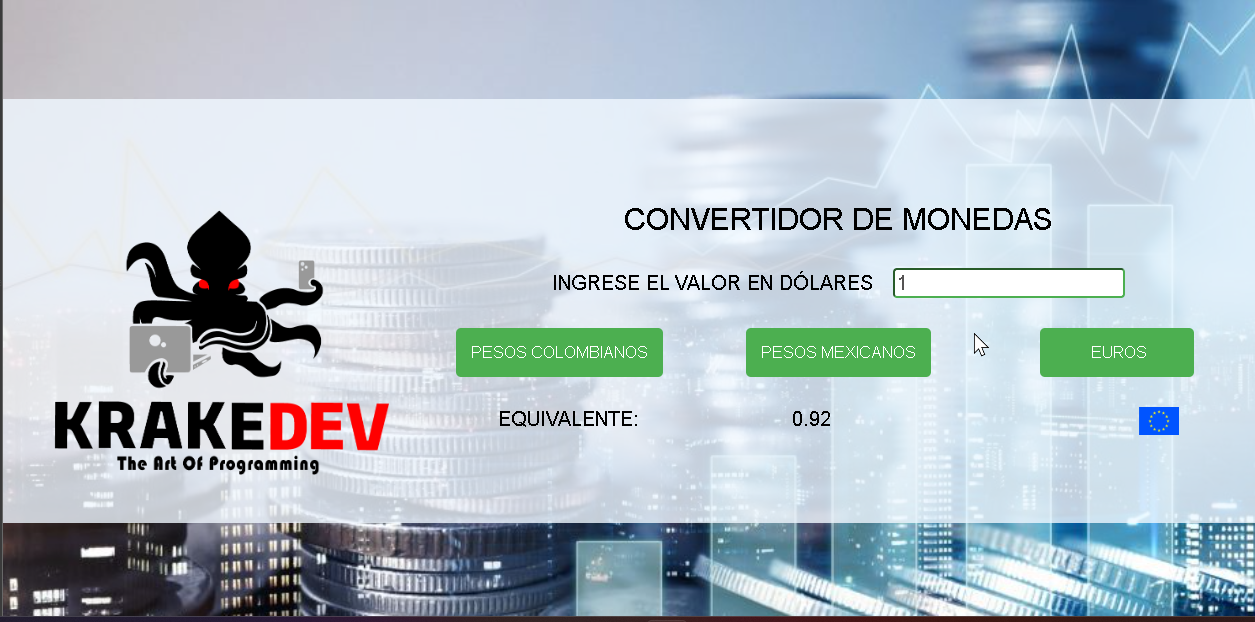 CONVERTIDOR DE MONEDAS
INGRESE EL VALOR EN DÓLARES 1
PESOS COLOMBIANOS PESOS MEXICANOS EUROS
EQUIVALENTE: 0.92
KRAKEDEV
The Art Of Programming